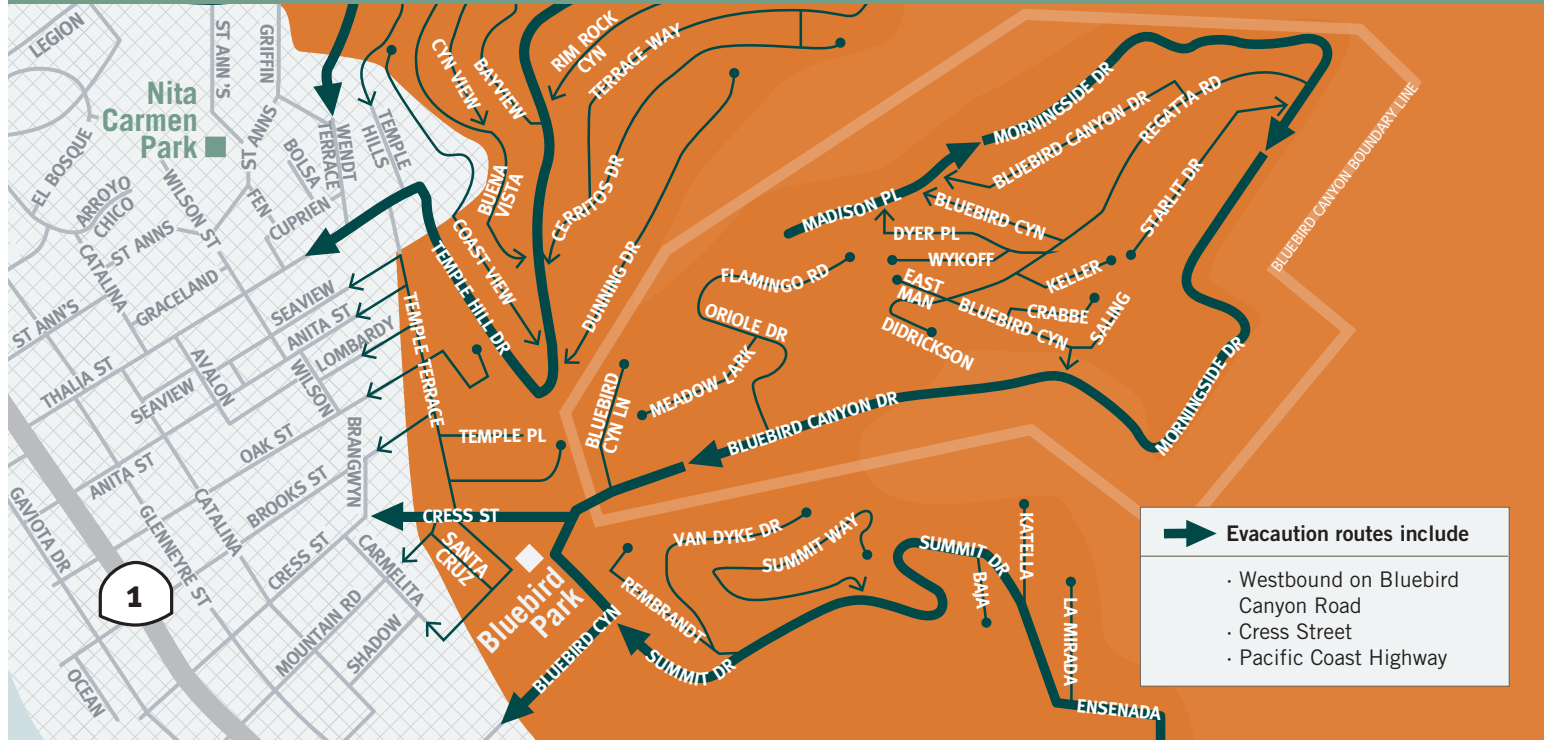 LEGION
ST ANN'S
GRIFFIN
Nita
Carmen
Park
EL BOSQUE
ARROYO
CHICO
CATALINA
ST ANNS
WILSON ST
ST ANNS
FEN
BOLSA
CUPRIEN
WENDT
TERRACE
TEMPLE
HILLS
CYN VIEW
BAYVIEW
RIM ROCK
CYN
TERRACE WAY
BUENA
VISTA
CERRITOS DR
COAST VIEW
TEMPLE HILL DR
DUNNING DR
MORNINGSIDE DR
BLUEBIRD CANYON DR
REGATTA RD
STARLIT DR
BLUEBIRD CANYON BOUNDARY LINE
MADISON PL
BLUEBIRD CYN
DYER PL
WYKOFF
KELLER
EAST
MAN
BLUEBIRD CYN
CRABBE
SALING
DIDRICKSON
FLAMINGO RD
ORIOLE DR
MEADOW LARK
BLUEBIRD
CYN LN
BLUEBIRD CANYON DR
MORNINGSIDE DR
ST ANN'S
GRACELAND
SEAVIEW
ANITA ST
LOMBARDY
TEMPLE TERRACE
THALIA ST
SEAVIEW
AVALON
WILSON
BRANGWYN
OAK ST
ANITA ST
BROOKS ST
TEMPLE PL
GAVIOTA DR
GLENNEYRE ST
CATALINA
CRESS ST
CRESS ST
CARMELITA
SANTA
CRUZ
1
MOUNTAIN RD
SHADOW
OCEAN
Bluebird
Park
BLUEBIRD CYN
SUMMIT DR
REMBRANDT
VAN DYKE DR
SUMMIT WAY
SUMMIT DR
BAJA
KATELLA
LA MIRADA
ENSENADA
Evacaution routes include
· Westbound on Bluebird
Canyon Road
· Cress Street
· Pacific Coast Highway